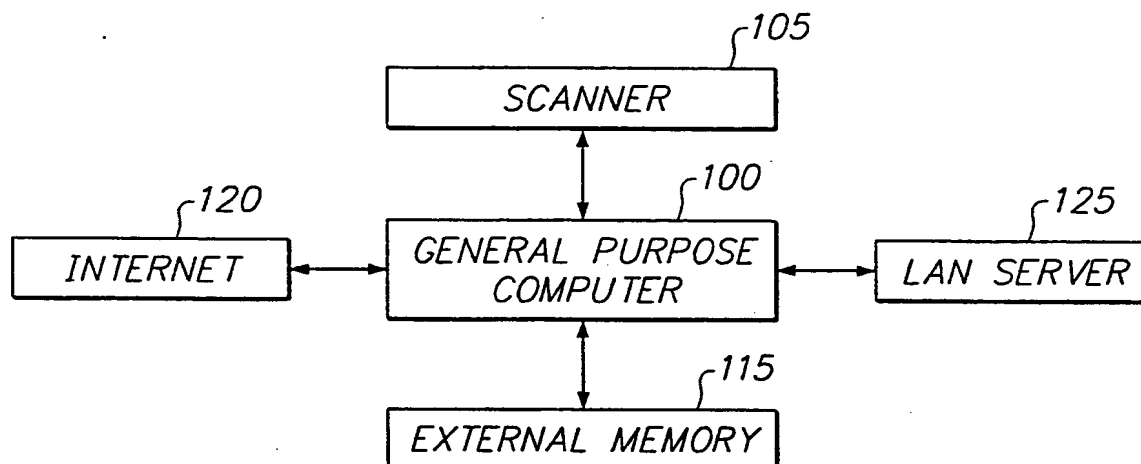 105
SCANNER
120
100
125
INTERNET
GENERAL PURPOSE
COMPUTER
LAN SERVER
115
EXTERNAL MEMORY